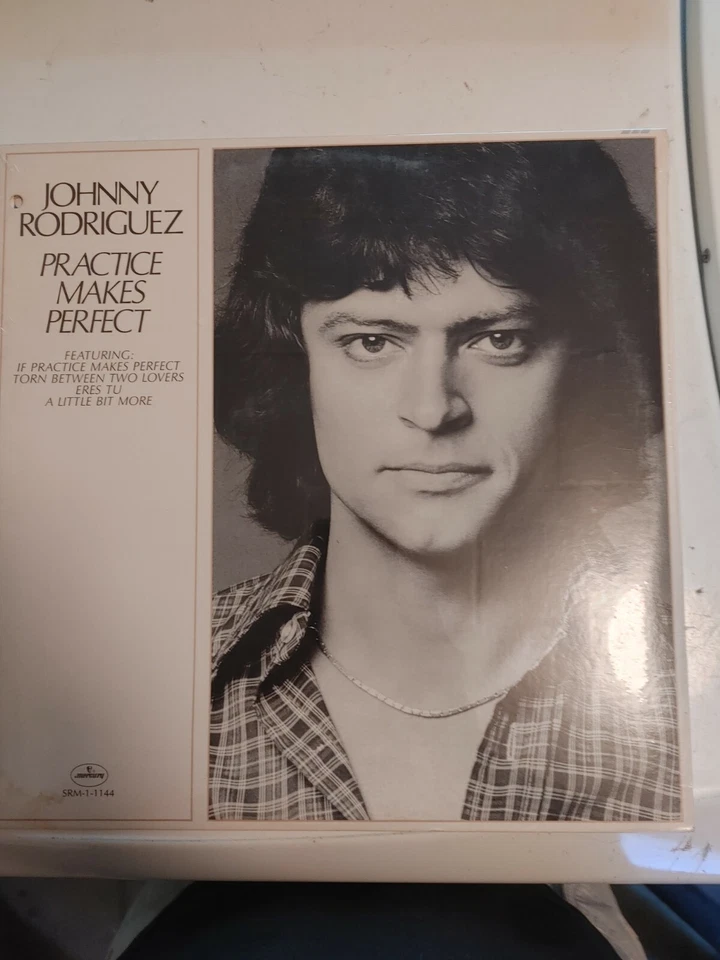 JOHNNY
RODRIGUEZ
PRACTICE
MAKES
PERFECT
FEATURING:
IF PRACTICE MAKES PERFECT
TORN BETWEEN TWO LOVERS
ERES TU
A LITTLE BIT MORE
mercury
SRM-1-1144